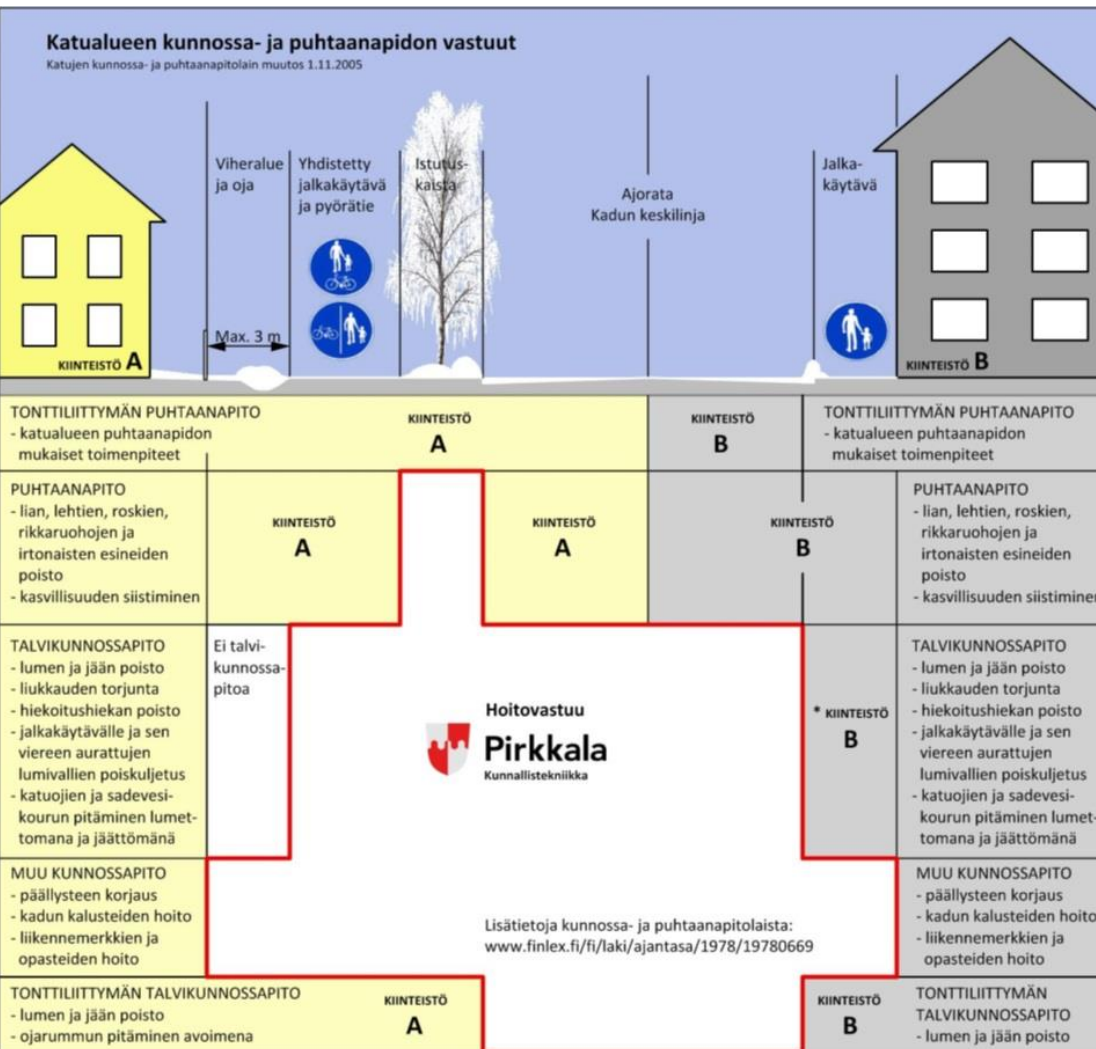 Katualueen kunnossa- ja puhtaanapidon vastuut
Katujen kunnossa- ja puhtaanapitolain muutos 1.11.2005
Viheralue
ja oja
Yhdistetty
jalkakäytävä
ja pyörätie
Istutus-
kaista
Ajorata
Kadun keskilinja
Jalka-
käytävä
Max. 3 m
KIINTEISTÖ A
KIINTEISTÖ B
TONTTILIITTYMÄN PUHTAANAPITO
- katualueen puhtaanapidon
mukaiset toimenpiteet
KIINTEISTÖ
A
KIINTEISTÖ
B
TONTTILIITTYMÄN PUHTAANAPITO
- katualueen puhtaanapidon
mukaiset toimenpiteet
PUHTAANAPITO
- lian, lehtien, roskien,
rikkaruohojen ja
irtonaisten esineiden
poisto
- kasvillisuuden siistiminen
KIINTEISTÖ
A
KIINTEISTÖ
A
KIINTEISTÖ
B
PUHTAANAPITO
- lian, lehtien, roskien,
rikkaruohojen ja
irtonaisten esineiden
poisto
- kasvillisuuden siistiminen
TALVIKUNNOSSAPITO
- lumen ja jään poisto
- liukkauden torjunta
- hiekoitushiekan poisto
- jalkakäytävälle ja sen
viereen aurattujen
lumivallien poiskuljetus
- katuojien ja sadevesi-
kourun pitäminen lumet-
tomana ja jäättömänä
Ei talvi-
kunnossa-
pitoa
Hoitovastuu
Pirkkala
Kunnallistekniikka
* KIINTEISTÖ
B
TALVIKUNNOSSAPITO
- lumen ja jään poisto
- liukkauden torjunta
- hiekoitushiekan poisto
- jalkakäytävälle ja sen
viereen aurattujen
lumivallien poiskuljetus
- katuojien ja sadevesi-
kourun pitäminen lumet-
tomana ja jäättömänä
MUU KUNNOSSAPITO
- päällysteen korjaus
- kadun kalusteiden hoito
- liikennemerkkien ja
opasteiden hoito
Lisätietoja kunnossa- ja puhtaanapitolaista:
www.finlex.fi/fi/laki/ajantasa/1978/19780669
MUU KUNNOSSAPITO
- päällysteen korjaus
- kadun kalusteiden hoito
- liikennemerkkien ja
opasteiden hoito
TONTTILIITTYMÄN TALVIKUNNOSSAPITO
- lumen ja jään poisto
- ojarummun pitäminen avoimena
KIINTEISTÖ
A
KIINTEISTÖ
B
TONTTILIITTYMÄN
TALVIKUNNOSSAPITO
- lumen ja jään poisto